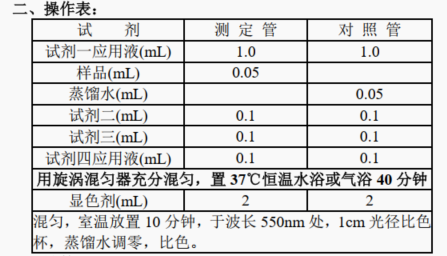 二、操作表：
试 剂 测 定 管 对 照 管
试剂一应用液(mL) 1.0 1.0
样品(mL) 0.05
蒸馏水(mL) 0.05
试剂二(mL) 0.1 0.1
试剂三(mL) 0.1 0.1
试剂四应用液(mL) 0.1 0.1
用旋涡混匀器充分混匀，置 37℃恒温水浴或气浴 40 分钟
显色剂(mL) 2 2
混匀，室温放置 10 分钟，于波长 550nm 处，1cm 光径比色
杯，蒸馏水调零，比色。